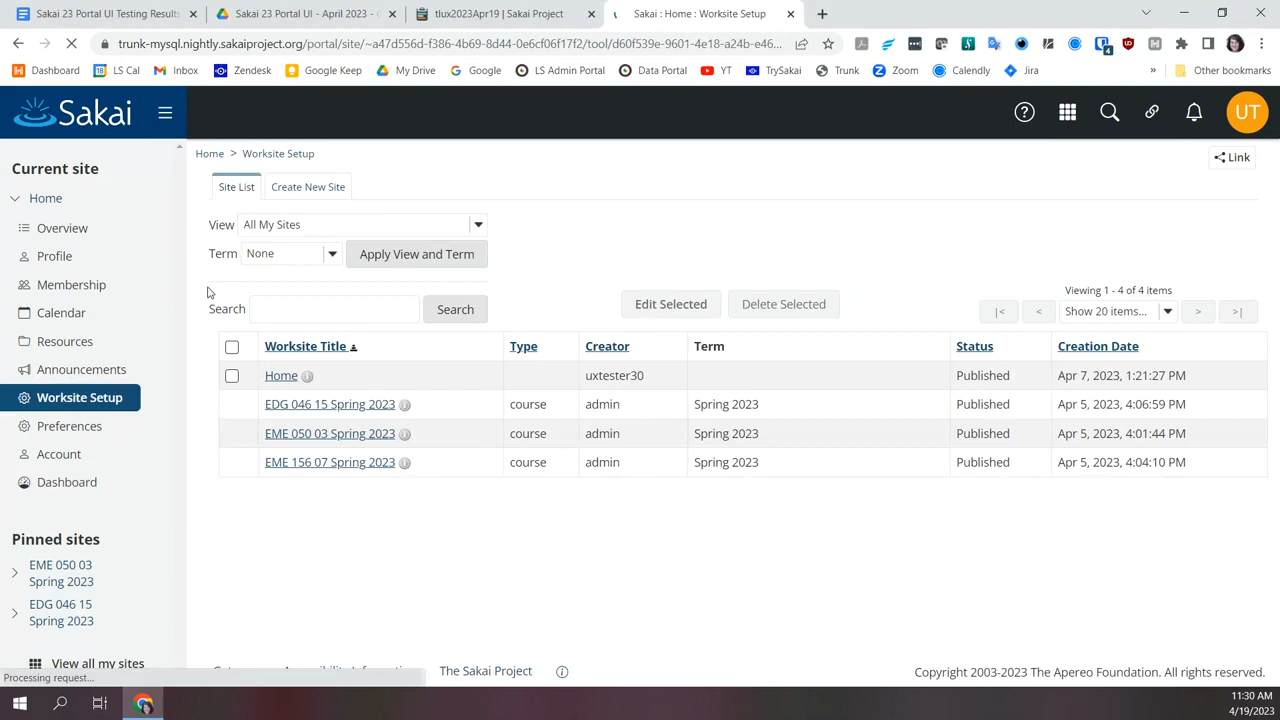 Sakai 23 Portal UI Testing Results
Sakai 23 Portal UI - April 2023 - (
tlux2023Apr19 | Sakai Project
Sakai : Home : Worksite Setup
trunk-mysql.nightly.sakaiproject.org/portal/site/~a47d556d-f386-4b69-8d44-6ef206f17f2/tool/d60f53de-9601-4e18-a24b-e46...
Dashboard
LS Cal
Inbox
Zendesk
Google Keep
My Drive
Google
LS Admin Portal
Data Portal
YT
TrySakai
Trunk
Zoom
Calendly
Jira
»
Other bookmarks
Sakai
UT
Current site
Home
Overview
Profile
Membership
Calendar
Resources
Announcements
Worksite Setup
Preferences
Account
Dashboard
Pinned sites
EME 050 03
Spring 2023
EDG 046 15
Spring 2023
View all my sites
Processing request...
Home > Worksite Setup
Link
Site List
Create New Site
View All My Sites
Term None Apply View and Term
Search Search
Edit Selected Delete Selected
Viewing 1 - 4 of 4 items
|< < Show 20 items... > >|
Worksite Title Type Creator Term Status Creation Date
Home uxtester30 Published Apr 7, 2023, 1:21:27 PM
EDG 046 15 Spring 2023 course admin Spring 2023 Published Apr 5, 2023, 4:06:59 PM
EME 050 03 Spring 2023 course admin Spring 2023 Published Apr 5, 2023, 4:01:44 PM
EME 156 07 Spring 2023 course admin Spring 2023 Published Apr 5, 2023, 4:04:10 PM
The Sakai Project
Copyright 2003-2023 The Apereo Foundation. All rights reserved.
11:30 AM
4/19/2023